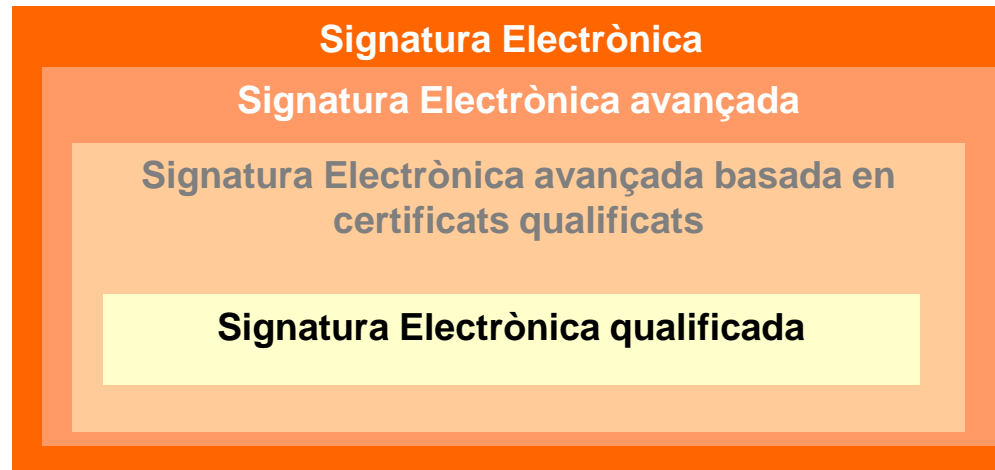 Signatura Electrònica
Signatura Electrònica avançada
Signatura Electrònica avançada basada en
certificats qualificats
Signatura Electrònica qualificada